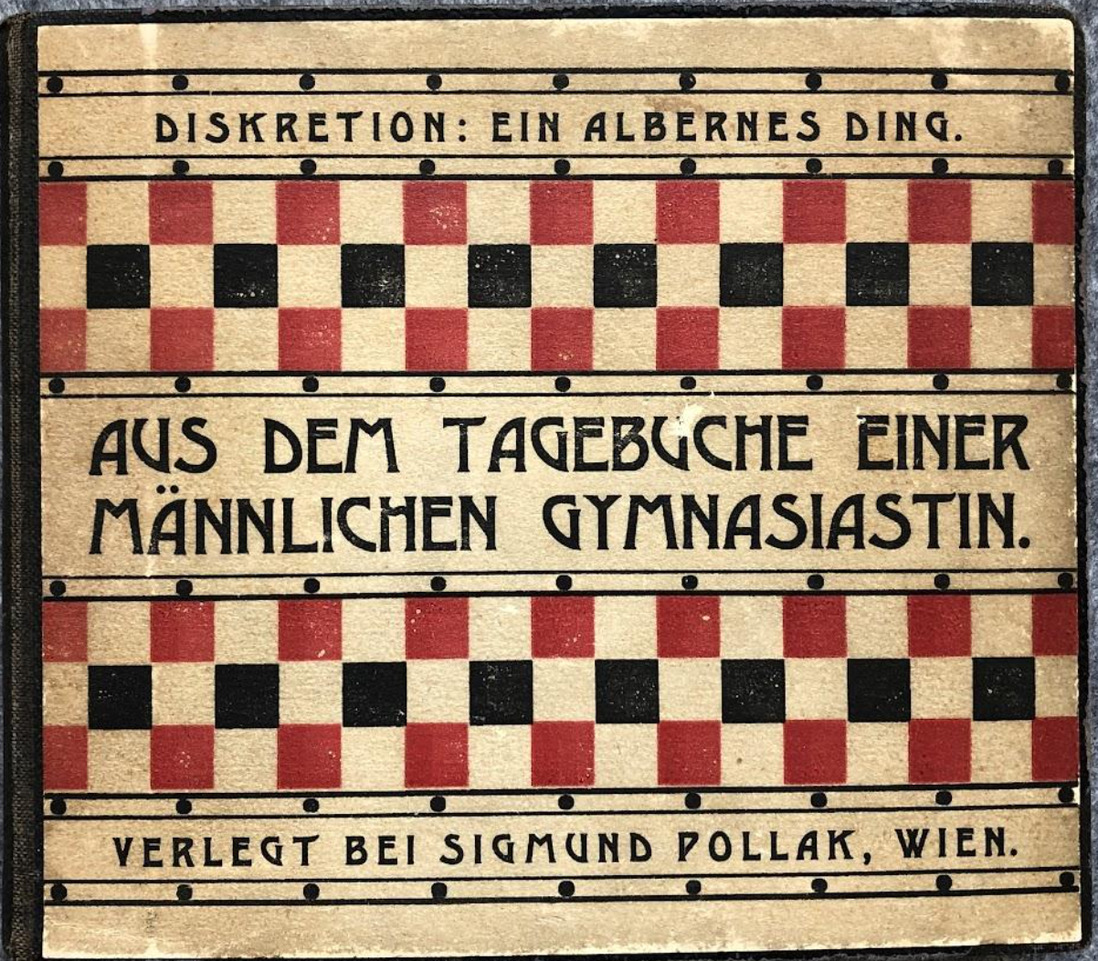 DISKRETION: EIN ALBERNES DING.
AUS DEM TAGEBUCHE EINER
MÄNNLICHEN GYMNASIASTIN.
VERLEGT BEI SIGMUND POLLAK, WIEN.